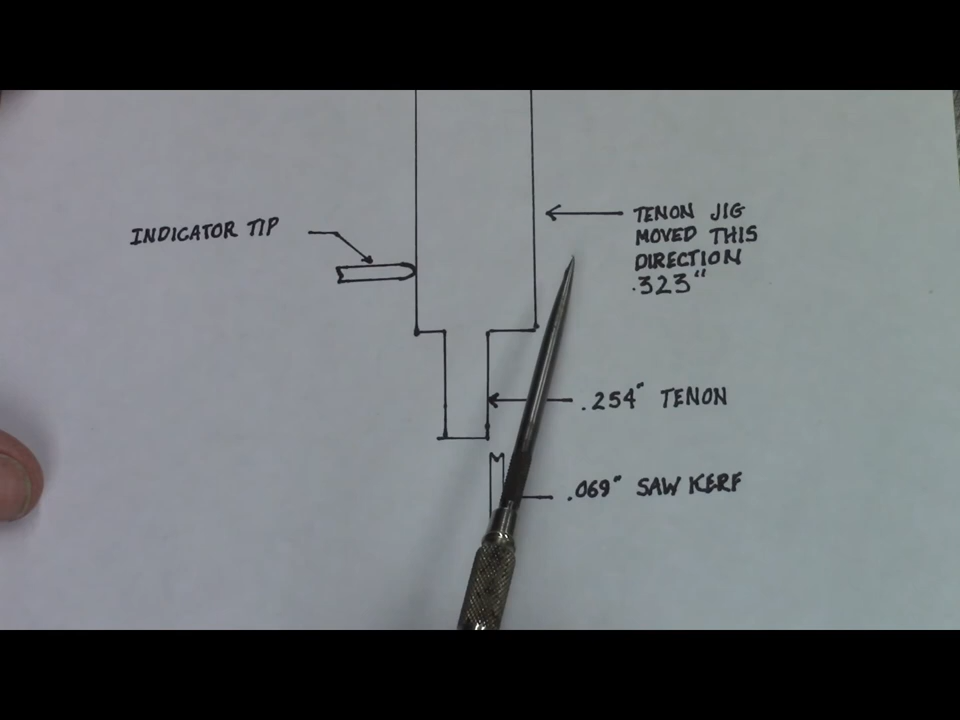 INDICATOR TIP
TENON JIG
MOVED THIS
DIRECTION
.323"
.254" TENON
.069" SAW KERF